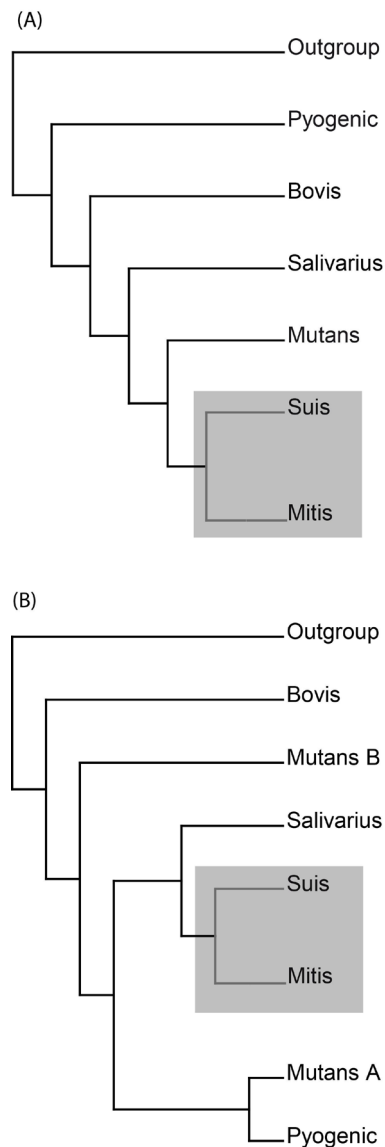 (A)
Outgroup
Pyogenic
Bovis
Salivarius
Mutans
Suis
Mitis
(B)
Outgroup
Bovis
Mutans B
Salivarius
Suis
Mitis
Mutans A
Pyogenic